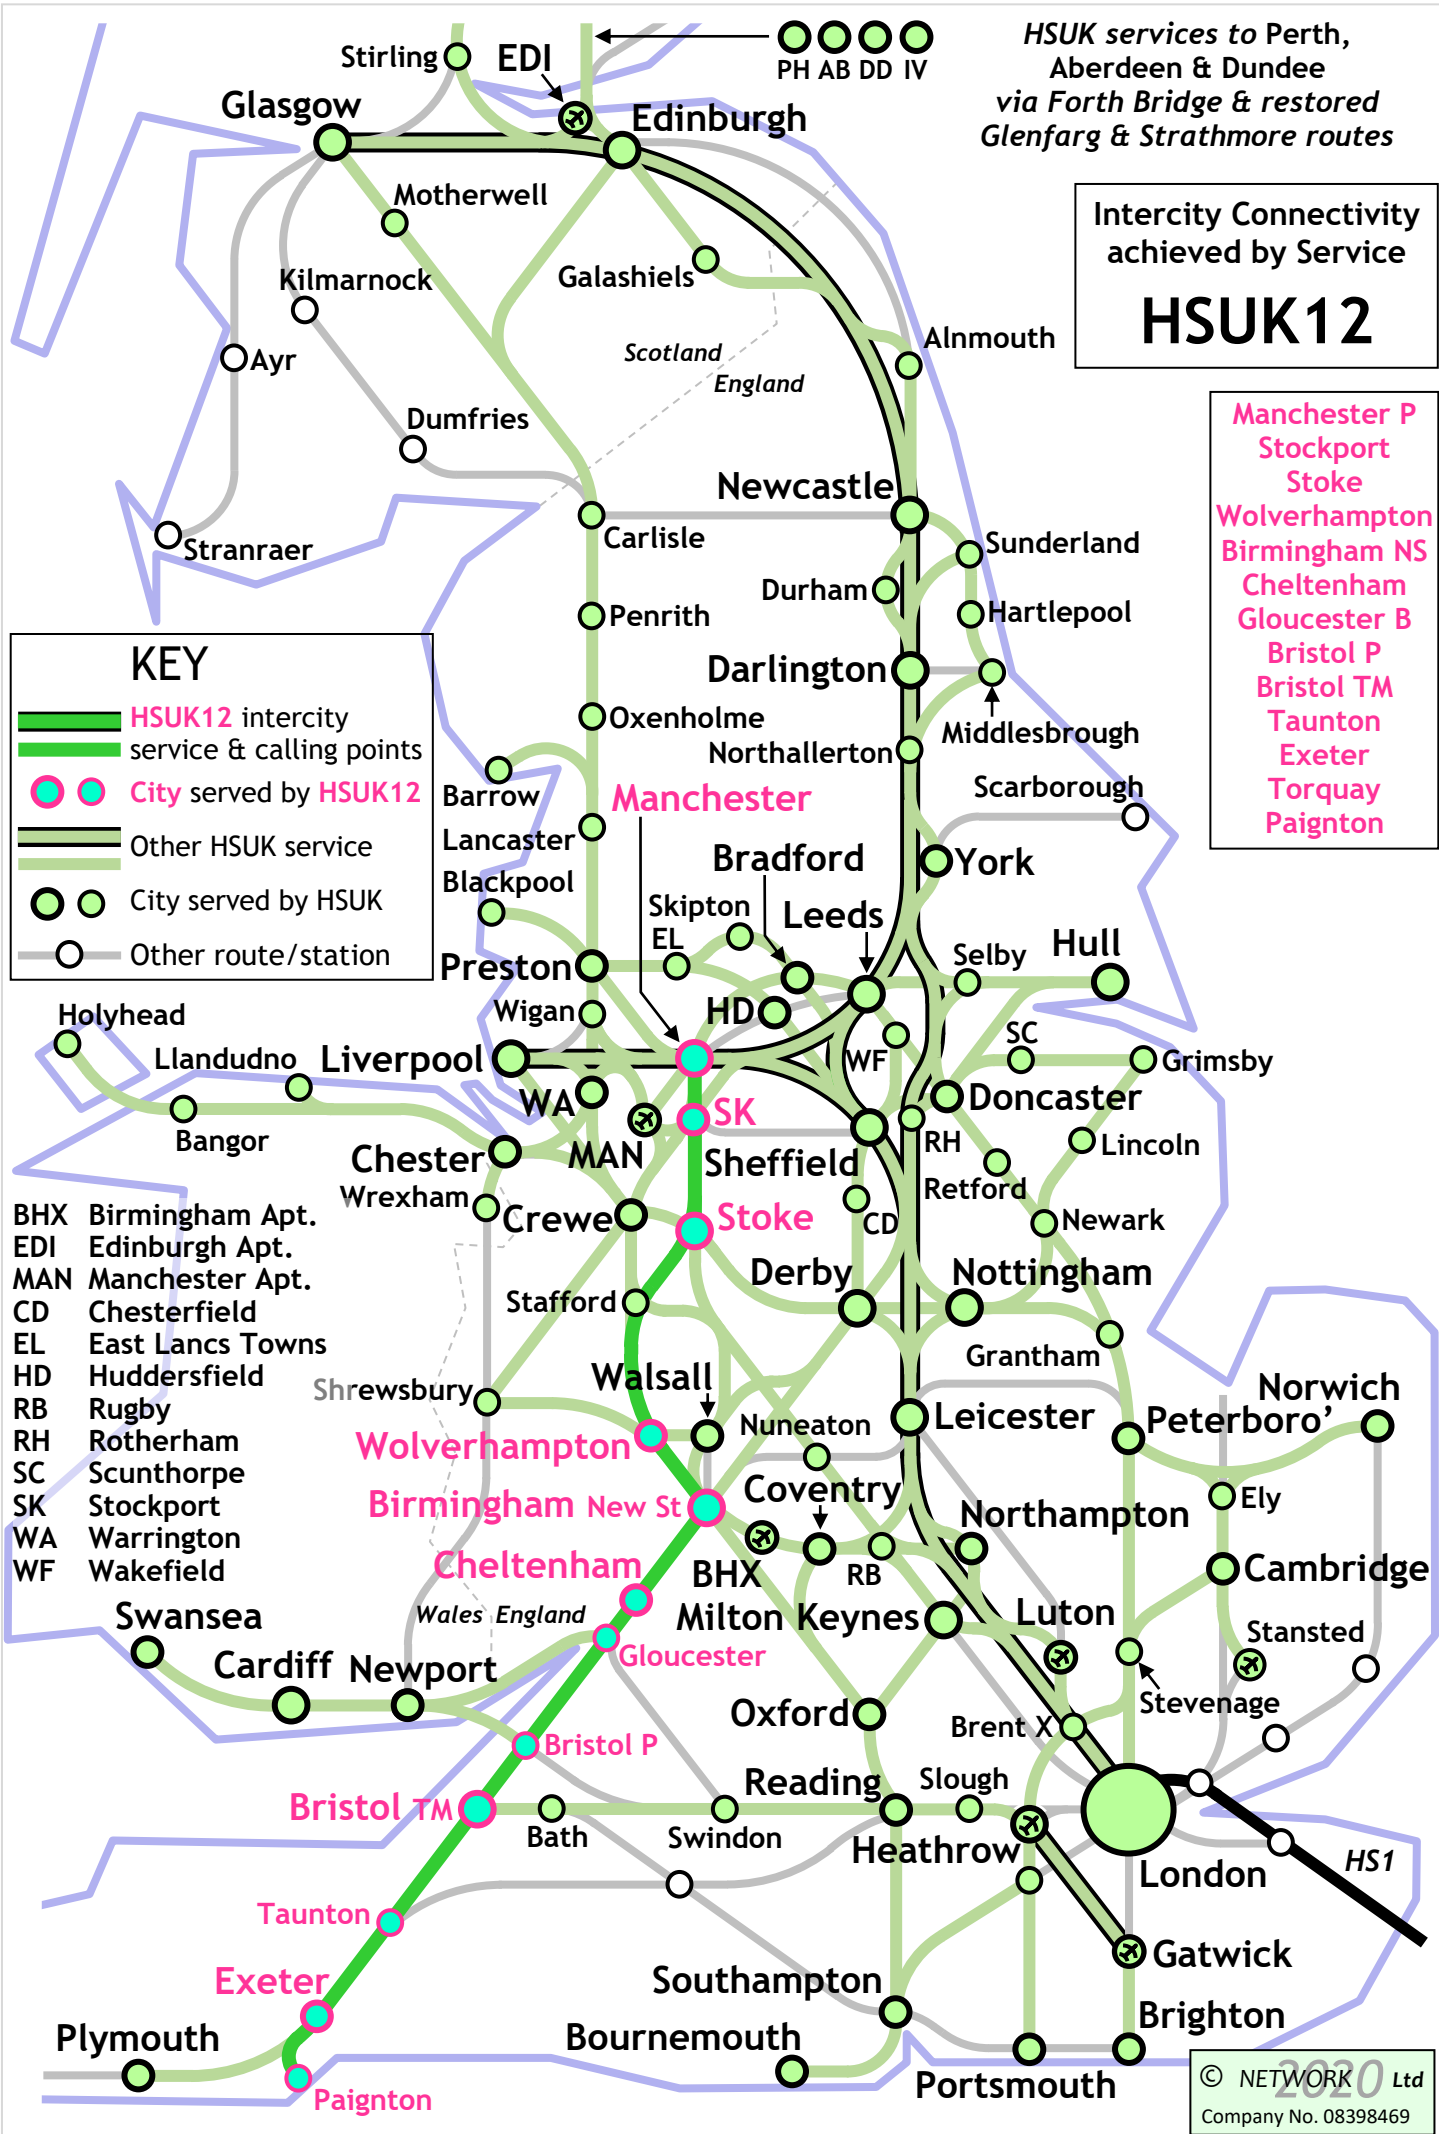 Stirling
EDI
PH AB DD IV
HSUK services to Perth,
Aberdeen & Dundee
via Forth Bridge & restored
Glenfarg & Strathmore routes
Glasgow
Edinburgh
Motherwell
Galashiels
Kilmarnock
Ayr
Intercity Connectivity
achieved by Service
HSUK12
Alnmouth
Scotland
England
Dumfries
Manchester P
Stockport
Stoke
Wolverhampton
Birmingham NS
Cheltenham
Gloucester B
Bristol P
Bristol TM
Taunton
Exeter
Torquay
Paignton
Newcastle
Carlisle
Stranraer
Sunderland
Durham
Penrith
Hartlepool
Darlington
KEY
HSUK12 intercity
service & calling points
City served by HSUK12
Other HSUK service
City served by HSUK
Other route/station
Oxenholme
Northallerton
Middlesbrough
Scarborough
Barrow
Manchester
Lancaster
Bradford
York
Blackpool
Skipton
EL
Leeds
Selby
Hull
Preston
Wigan
HD
Holyhead
Llandudno
Liverpool
WF
SC
Grimsby
WA
SK
Doncaster
Bangor
MAN
RH
Lincoln
Chester
Sheffield
Retford
Wrexham
Crewe
Stoke
CD
Newark
BHX Birmingham Apt.
EDI Edinburgh Apt.
MAN Manchester Apt.
CD Chesterfield
EL East Lancs Towns
HD Huddersfield
RB Rugby
RH Rotherham
SC Scunthorpe
SK Stockport
WA Warrington
WF Wakefield
Derby
Nottingham
Stafford
Grantham
Walsall
Shrewsbury
Norwich
Nuneaton
Leicester
Peterboro'
Wolverhampton
Coventry
Ely
Birmingham New St
Northampton
Cheltenham
BHX
RB
Cambridge
Wales England
Milton Keynes
Luton
Stansted
Swansea
Gloucester
Cardiff
Newport
Stevenage
Oxford
Brent X
Bristol P
Reading
Slough
Bristol TM
Bath
Swindon
Heathrow
London
HS1
Taunton
Gatwick
Exeter
Southampton
Brighton
Plymouth
Bournemouth
Portsmouth
Paignton
© NETWORK 2020 Ltd
Company No. 08398469